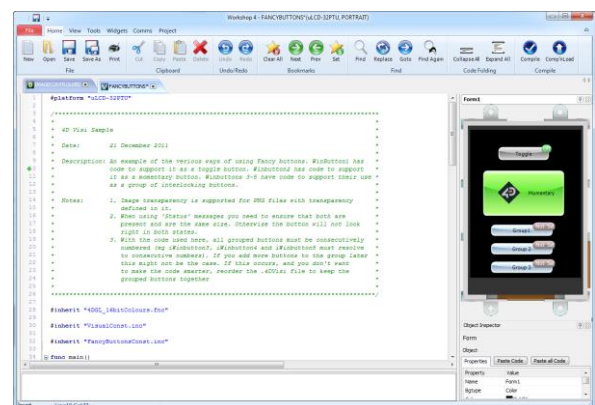 Workshop 4 - FANCYBUTTONS*(uLCD-32PTU, PORTRAIT)
File Home View Tools Widgets Comms Project
New Open Save Save As Print Cut Copy Paste Delete Undo Redo Clear All Next Prev Set Find Replace Goto Find Again Collapse All Expand All Compile Comp'nLoad
File Clipboard Undo/Redo Bookmarks Find Code Folding Compile
FANCYBUTTONS*
#platform "uLCD-32PTU"
4D Visi Sample
Date: 21 December 2011
Description: An example of the verious ways of using Fancy buttons. WinButton1 has
code to support it as a toggle button. Winbutton2 has code to support
it as a momentary button. Winbuttons 3-5 have code to support their use
as a group of interlocking buttons.
Notes: 1. Image transparency is supported for PNG files with transparency
defined in it.
2. When using 'Status' messages you need to ensure that both are
present and are the same size. Otherwise the button will not look
right in both states.
3. With the code used here, all grouped buttons must be consecutively
numbered (eg iWinbutton3, iWinbutton4 and iWinbutton5 must resolve
to consecutive numbers). If you add more buttons to the group later
this might not be the case. If this occurs, and you don't want
to make the code smarter, reorder the .4DVisi file to keep the
grouped buttons together
#inherit "4DGL_16bitColours.fnc"
#inherit "VisualConst.inc"
#inherit "FancyButtonsConst.inc"
func main()
Form1
Toggle
4D Momentary
Group1
Group 2
Group 3
Object Inspector
Form
Object
Properties Paste Code Paste all Code
Property Value
Name Form1
Bgtype Color